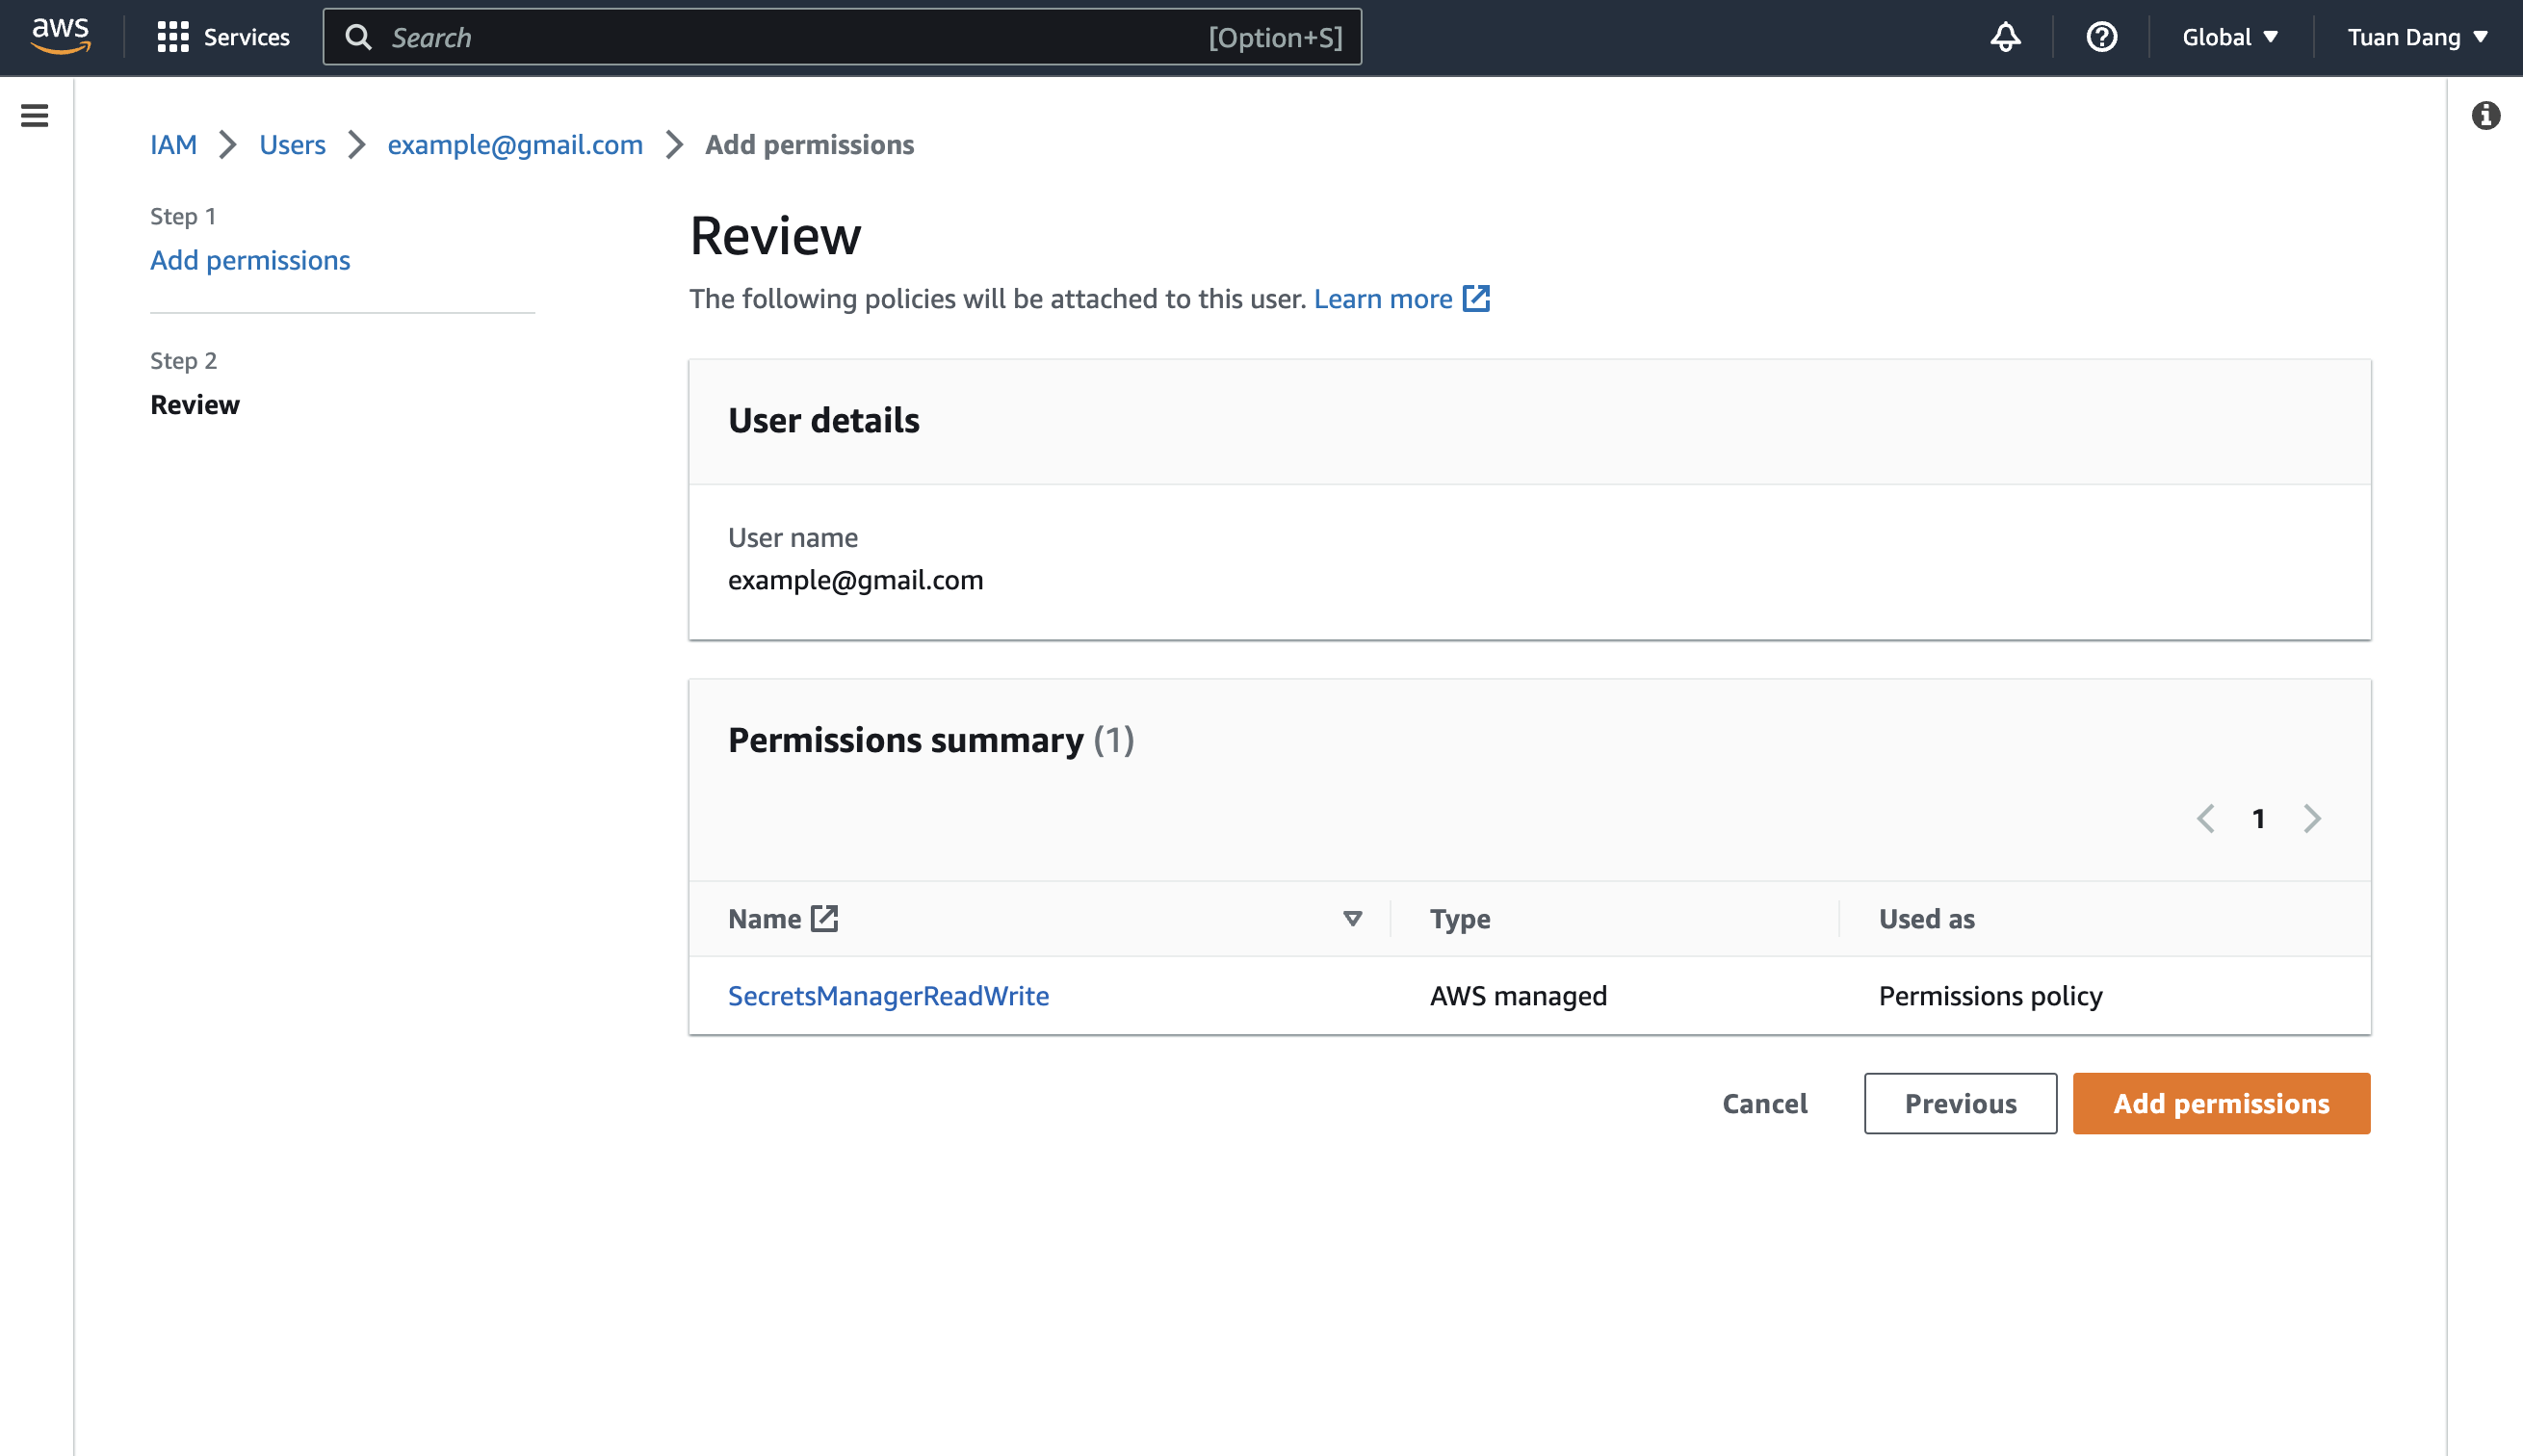 aws Services Search [Option+S] Global Tuan Dang
IAM Users example@gmail.com Add permissions
Step 1
Add permissions
Step 2
Review
Review
The following policies will be attached to this user. Learn more
User details
User name
example@gmail.com
Permissions summary (1)
1
Name Type Used as
SecretsManagerReadWrite AWS managed Permissions policy
Cancel Previous Add permissions